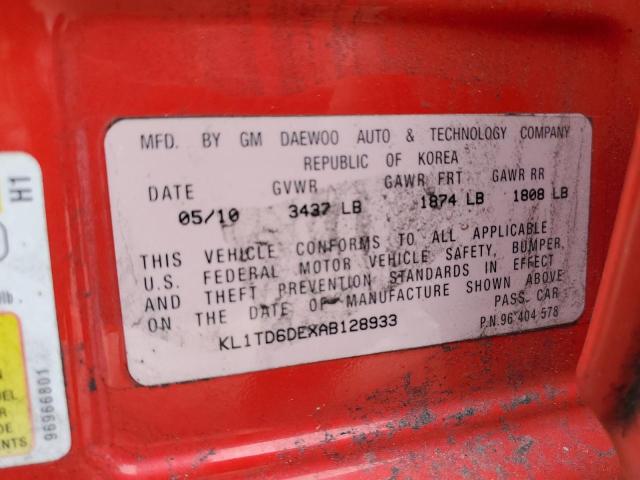 MFD. BY GM DAEWOO AUTO & TECHNOLOGY COMPANY
REPUBLIC OF KOREA
DATE GVWR GAWR FRT GAWR RR
05/10 3437 LB 1874 LB 1808 LB
THIS VEHICLE CONFORMS TO ALL APPLICABLE
U.S. FEDERAL MOTOR VEHICLE SAFETY, BUMPER,
AND THEFT PREVENTION STANDARDS IN EFFECT
ON THE DATE OF MANUFACTURE SHOWN ABOVE
KL1TD6DEXAB128933 PASS. CAR
P.N.96 404 578
H1
96966801